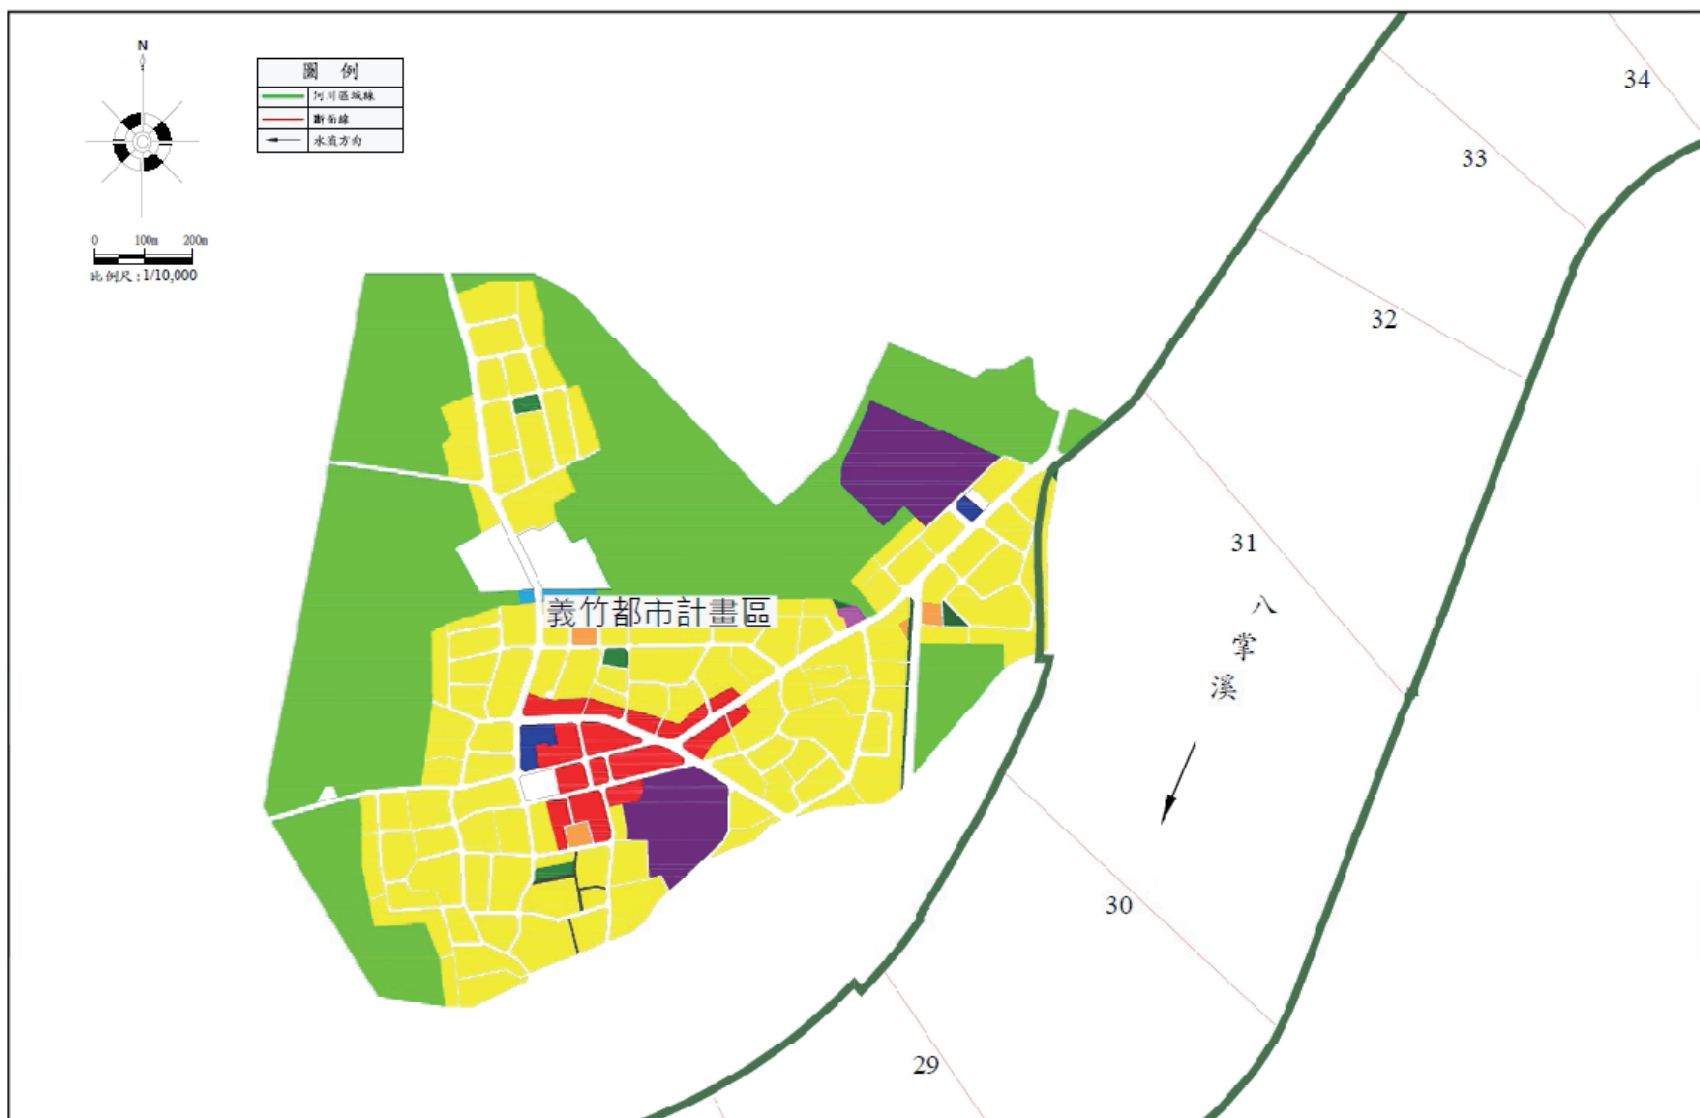 N
0 100m 200m
比例尺:1/10,000
圖 例
河川區域線
斷面線
水流方向
34
33
32
31
八
掌
溪
義竹都市計畫區
30
29